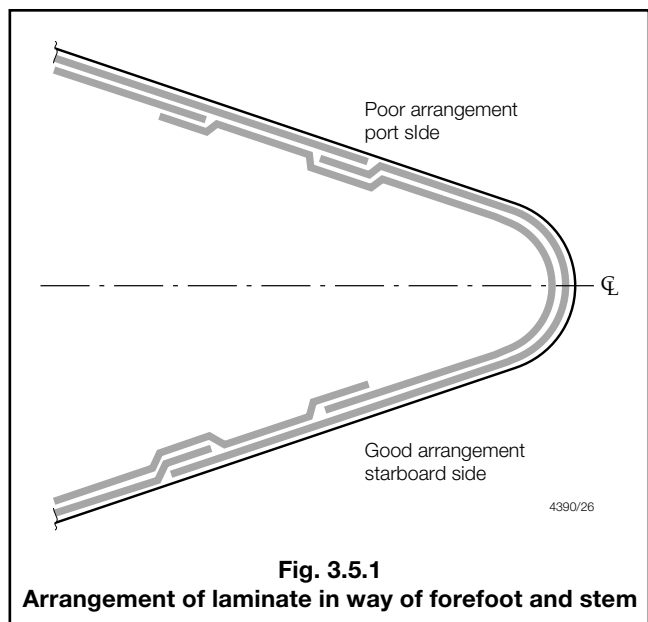 Poor arrangement
port sIde
℄
Good arrangement
starboard side
4390/26
Fig. 3.5.1
Arrangement of laminate in way of forefoot and stem